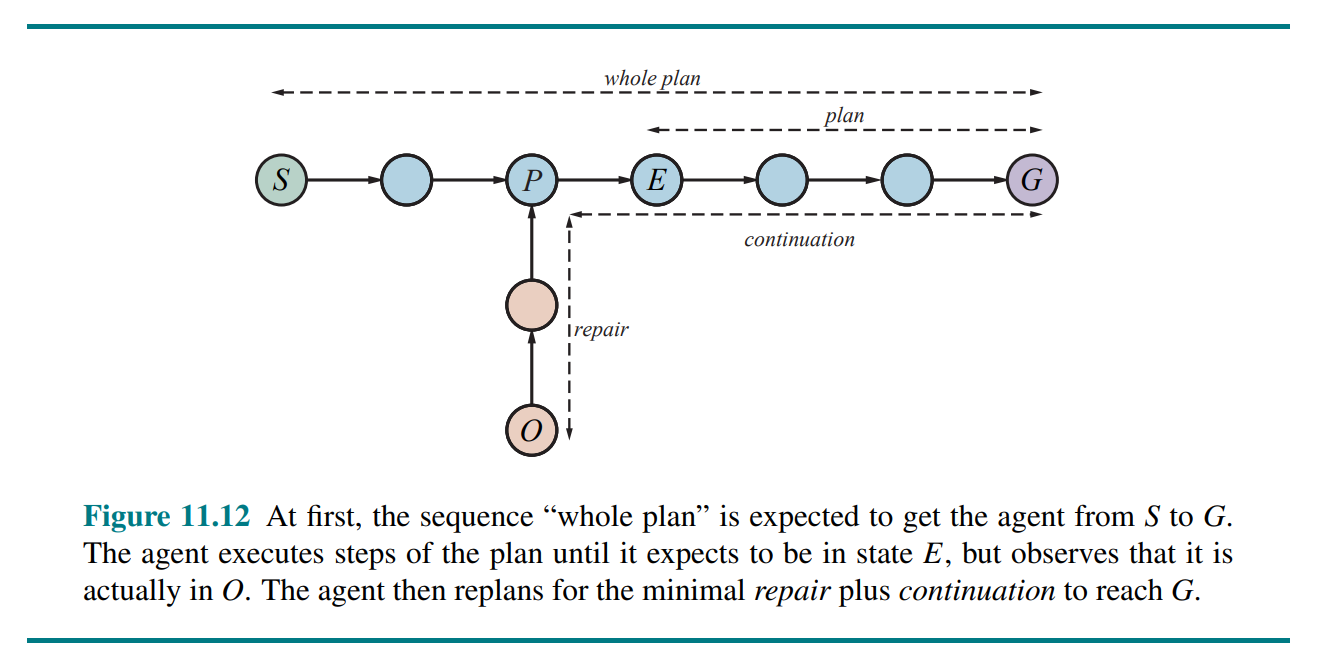 whole plan
plan
S
P
E
G
continuation
repair
O
Figure 11.12 At first, the sequence “whole plan” is expected to get the agent from S to G.
The agent executes steps of the plan until it expects to be in state E, but observes that it is
actually in O. The agent then replans for the minimal repair plus continuation to reach G.